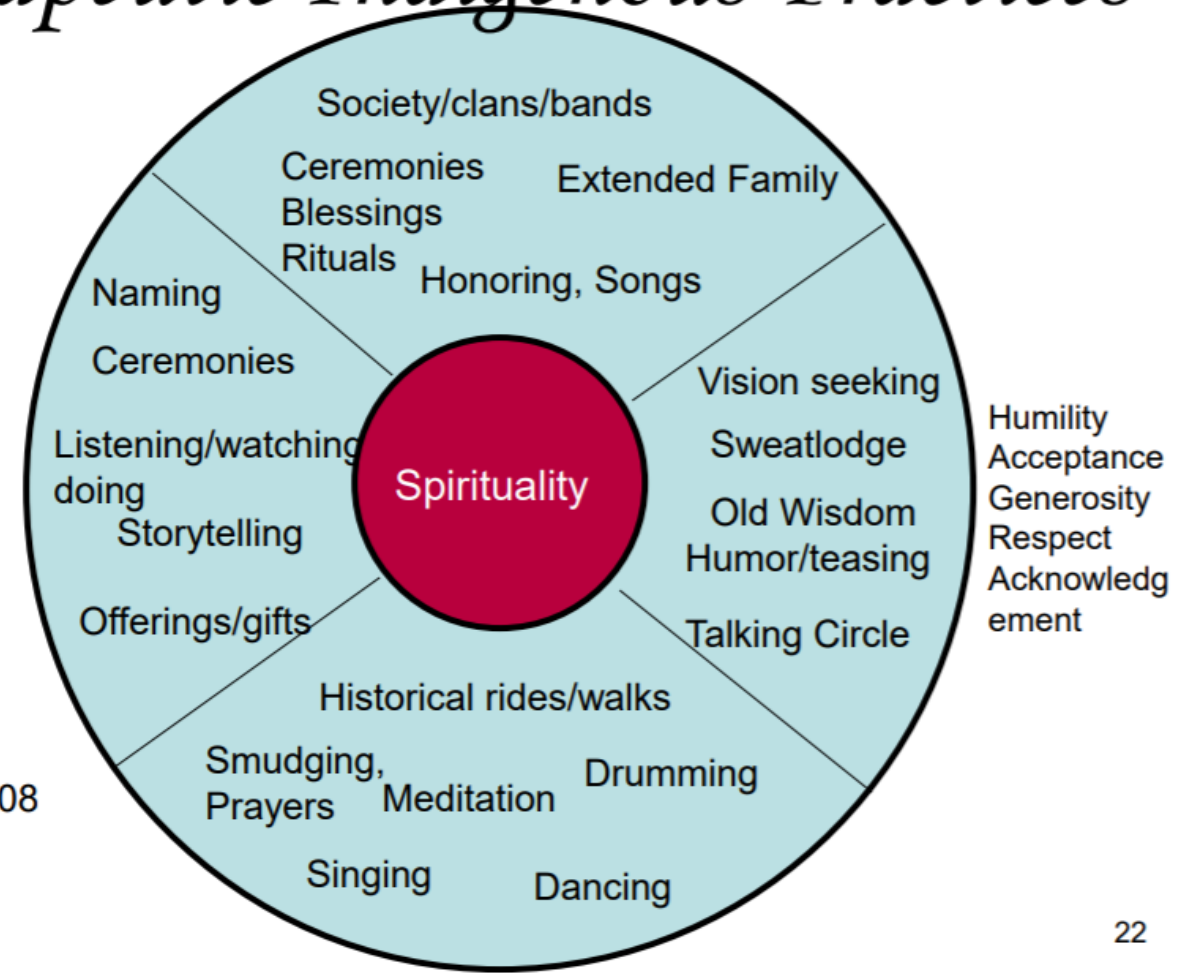 Indigenous Practices
Society/clans/bands
Ceremonies
Blessings
Rituals
Extended Family
Honoring, Songs
Naming
Ceremonies
Listening/watching
doing
Storytelling
Offerings/gifts
Spirituality
Vision seeking
Sweatlodge
Old Wisdom
Humor/teasing
Talking Circle
Humility
Acceptance
Generosity
Respect
Acknowledg
ement
Historical rides/walks
Smudging,
Prayers
Meditation
Drumming
Singing
Dancing
08
22